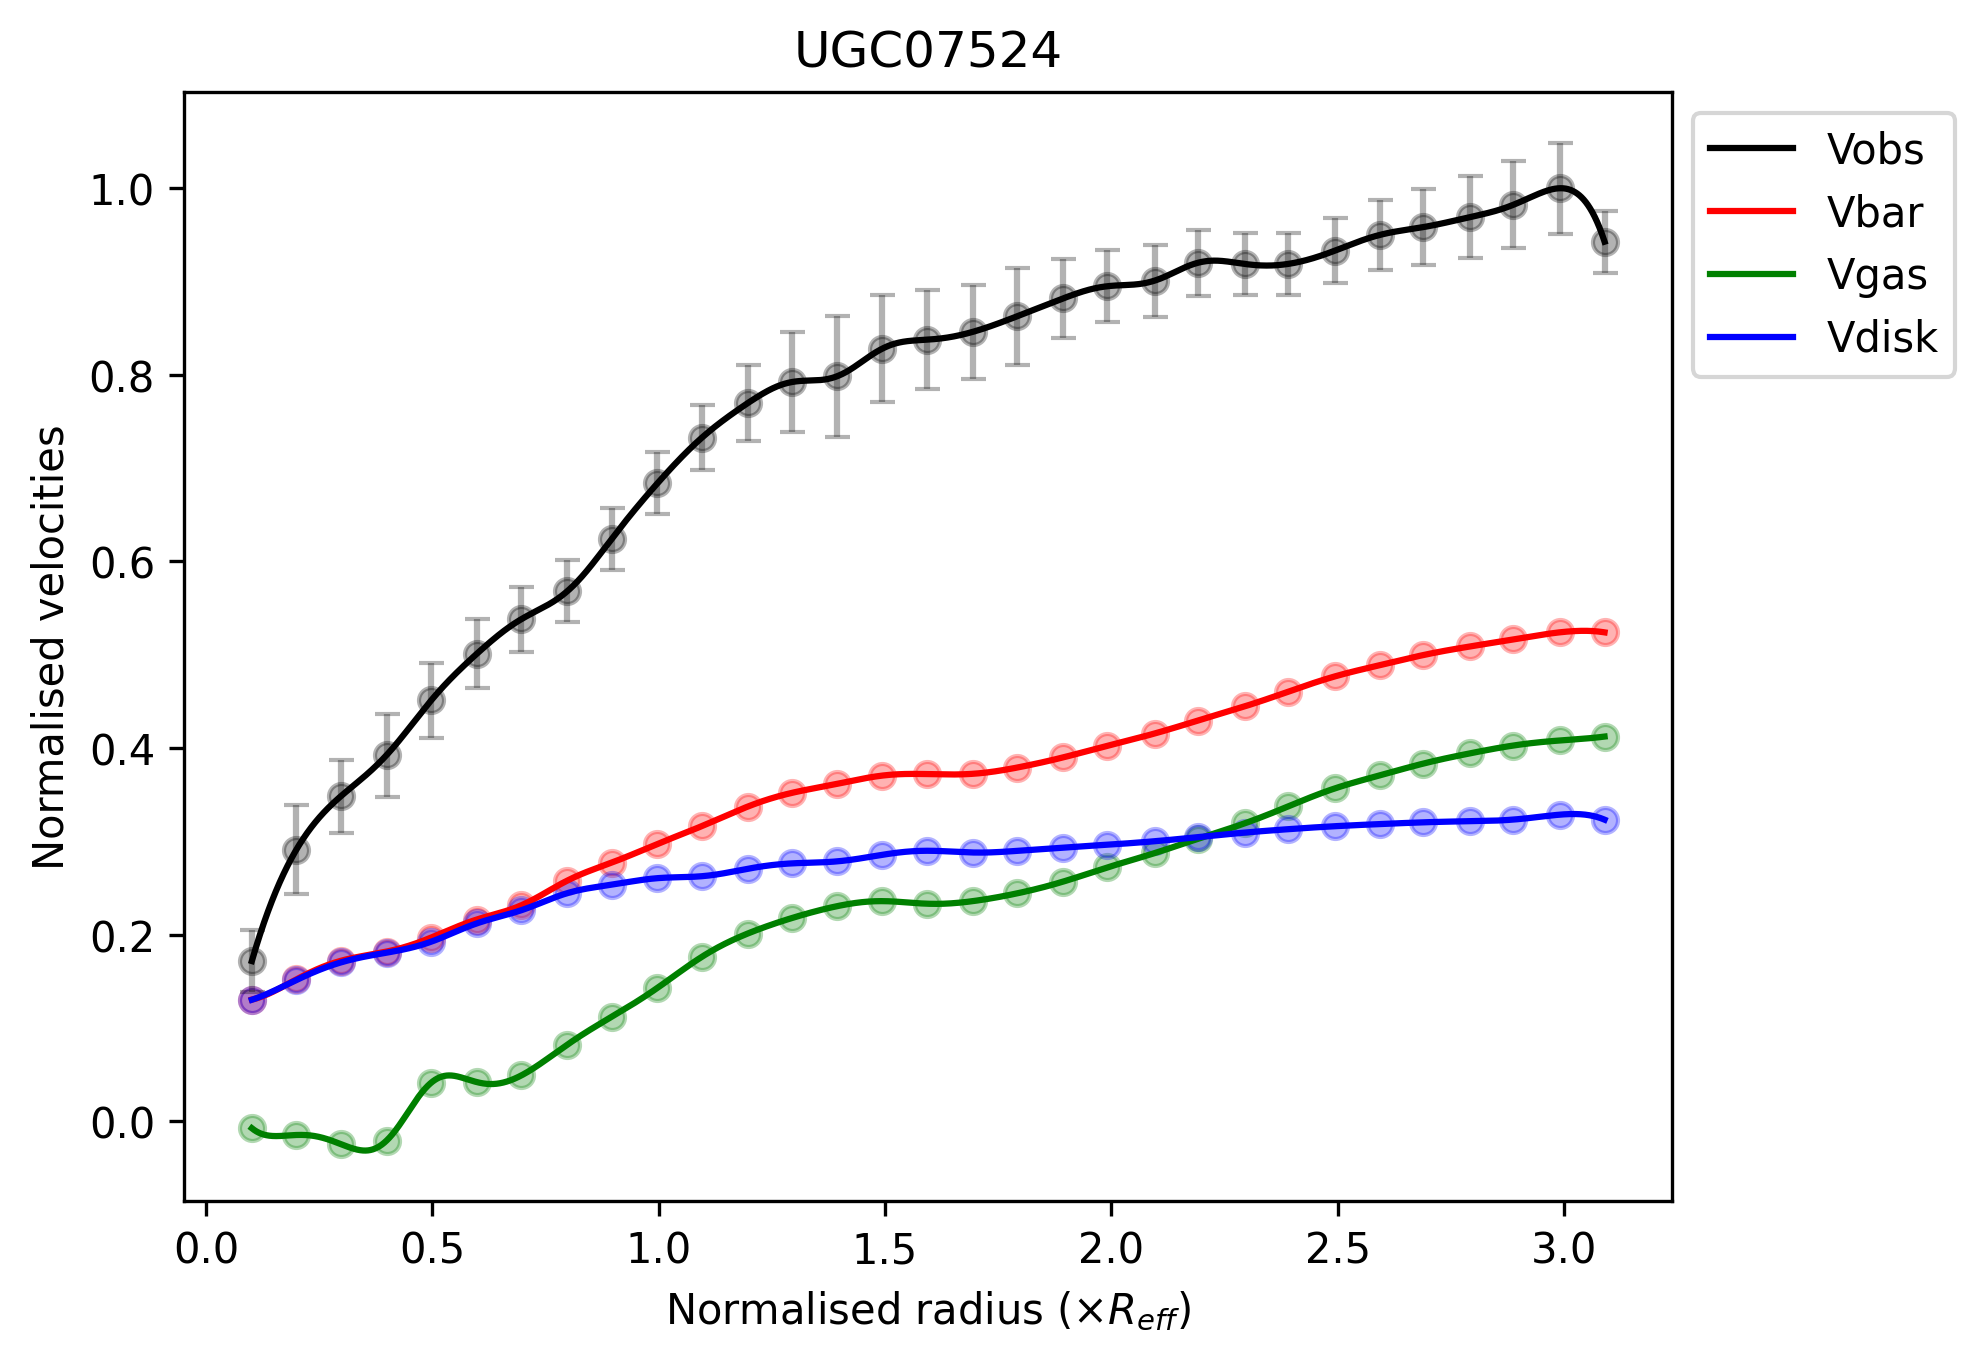 UGC07524
Vobs
Vbar
Vgas
Vdisk
Normalised velocities
1.0
0.8
0.6
0.4
0.2
0.0
0.0 0.5 1.0 1.5 2.0 2.5 3.0
Normalised radius (×R_eff)